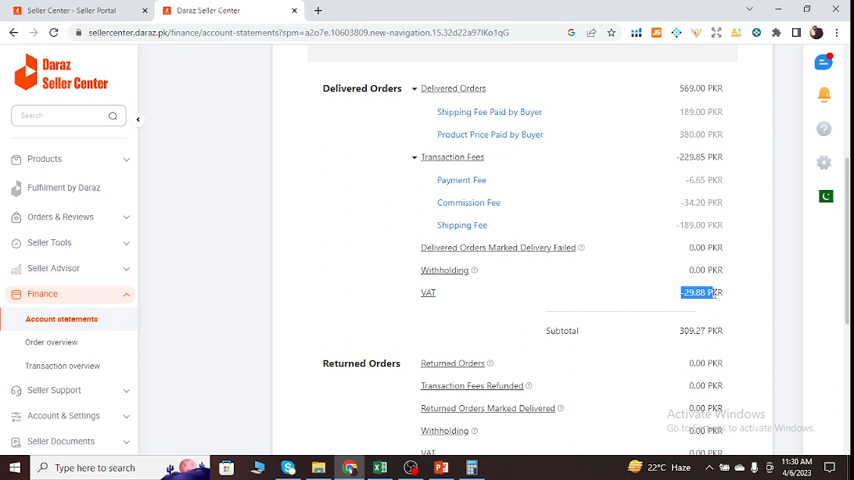 Seller Center - Seller Portal
Daraz Seller Center
sellercenter.daraz.pk/finance/account-statements?spm=a2o7e.10603809.new-navigation.15.32d22a97lKo1qG
Daraz
Seller Center
Search
Products
Fulfilment by Daraz
Orders & Reviews
Seller Tools
Seller Advisor
Finance
Account statements
Order overview
Transaction overview
Seller Support
Account & Settings
Seller Documents
Delivered Orders
Delivered Orders 569.00 PKR
Shipping Fee Paid by Buyer 189.00 PKR
Product Price Paid by Buyer 380.00 PKR
Transaction Fees -229.85 PKR
Payment Fee -6.65 PKR
Commission Fee -34.20 PKR
Shipping Fee -189.00 PKR
Delivered Orders Marked Delivery Failed 0.00 PKR
Withholding 0.00 PKR
VAT -29.88 PKR
Subtotal 309.27 PKR
Returned Orders
Returned Orders 0.00 PKR
Transaction Fees Refunded 0.00 PKR
Returned Orders Marked Delivered 0.00 PKR
Withholding 0.00 PKR
VAT
Activate Windows
Go to Settings to activate Windows.
Type here to search
22°C Haze
11:30 AM
4/6/2023